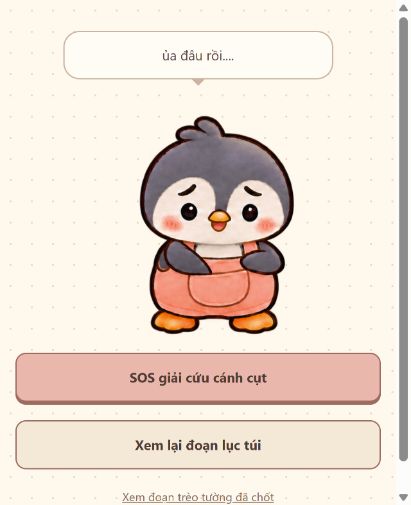 ủa đâu rồi....
SOS giải cứu cánh cụt
Xem lại đoạn lục túi
Xem đoạn trèo tường đã chốt